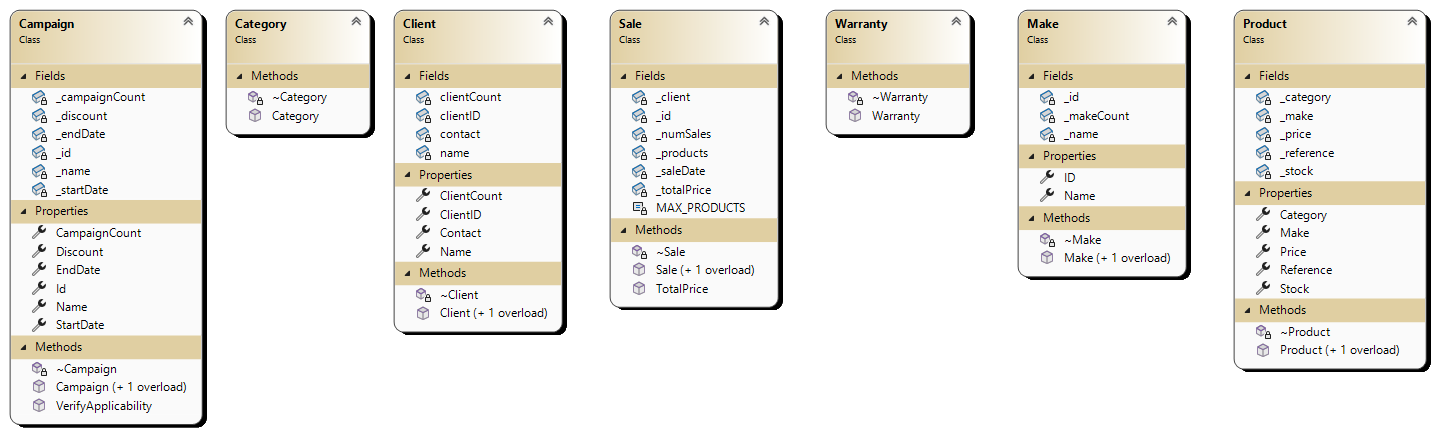 Campaign
Class
Fields
_campaignCount
_discount
_endDate
_id
_name
_startDate
Properties
CampaignCount
Discount
EndDate
Id
Name
StartDate
Methods
~Campaign
Campaign (+ 1 overload)
VerifyApplicability
Category
Class
Methods
~Category
Category
Client
Class
Fields
clientCount
clientID
contact
name
Properties
ClientCount
ClientID
Contact
Name
Methods
~Client
Client (+ 1 overload)
Sale
Class
Fields
_client
_id
_numSales
_products
_saleDate
_totalPrice
MAX_PRODUCTS
Methods
~Sale
Sale (+ 1 overload)
TotalPrice
Warranty
Class
Methods
~Warranty
Warranty
Make
Class
Fields
_id
_makeCount
_name
Properties
ID
Name
Methods
~Make
Make (+ 1 overload)
Product
Class
Fields
_category
_make
_price
_reference
_stock
Properties
Category
Make
Price
Reference
Stock
Methods
~Product
Product (+ 1 overload)